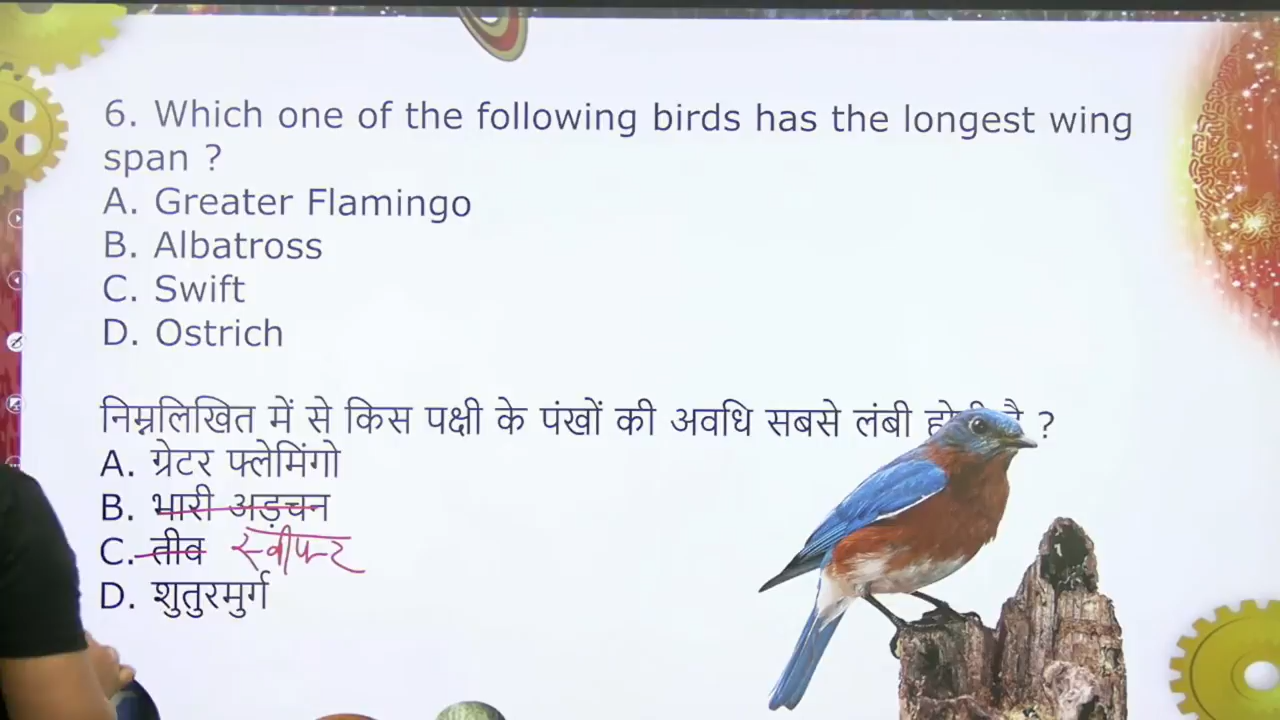 6. Which one of the following birds has the longest wing
span ?
A. Greater Flamingo
B. Albatross
C. Swift
D. Ostrich
निम्नलिखित में से किस पक्षी के पंखों की अवधि सबसे लंबी ?
A. ग्रेटर फ्लेमिंगो
B. भारी अड़चन
C. तीव स्वीफ्ट
D. शुतुरमुर्ग